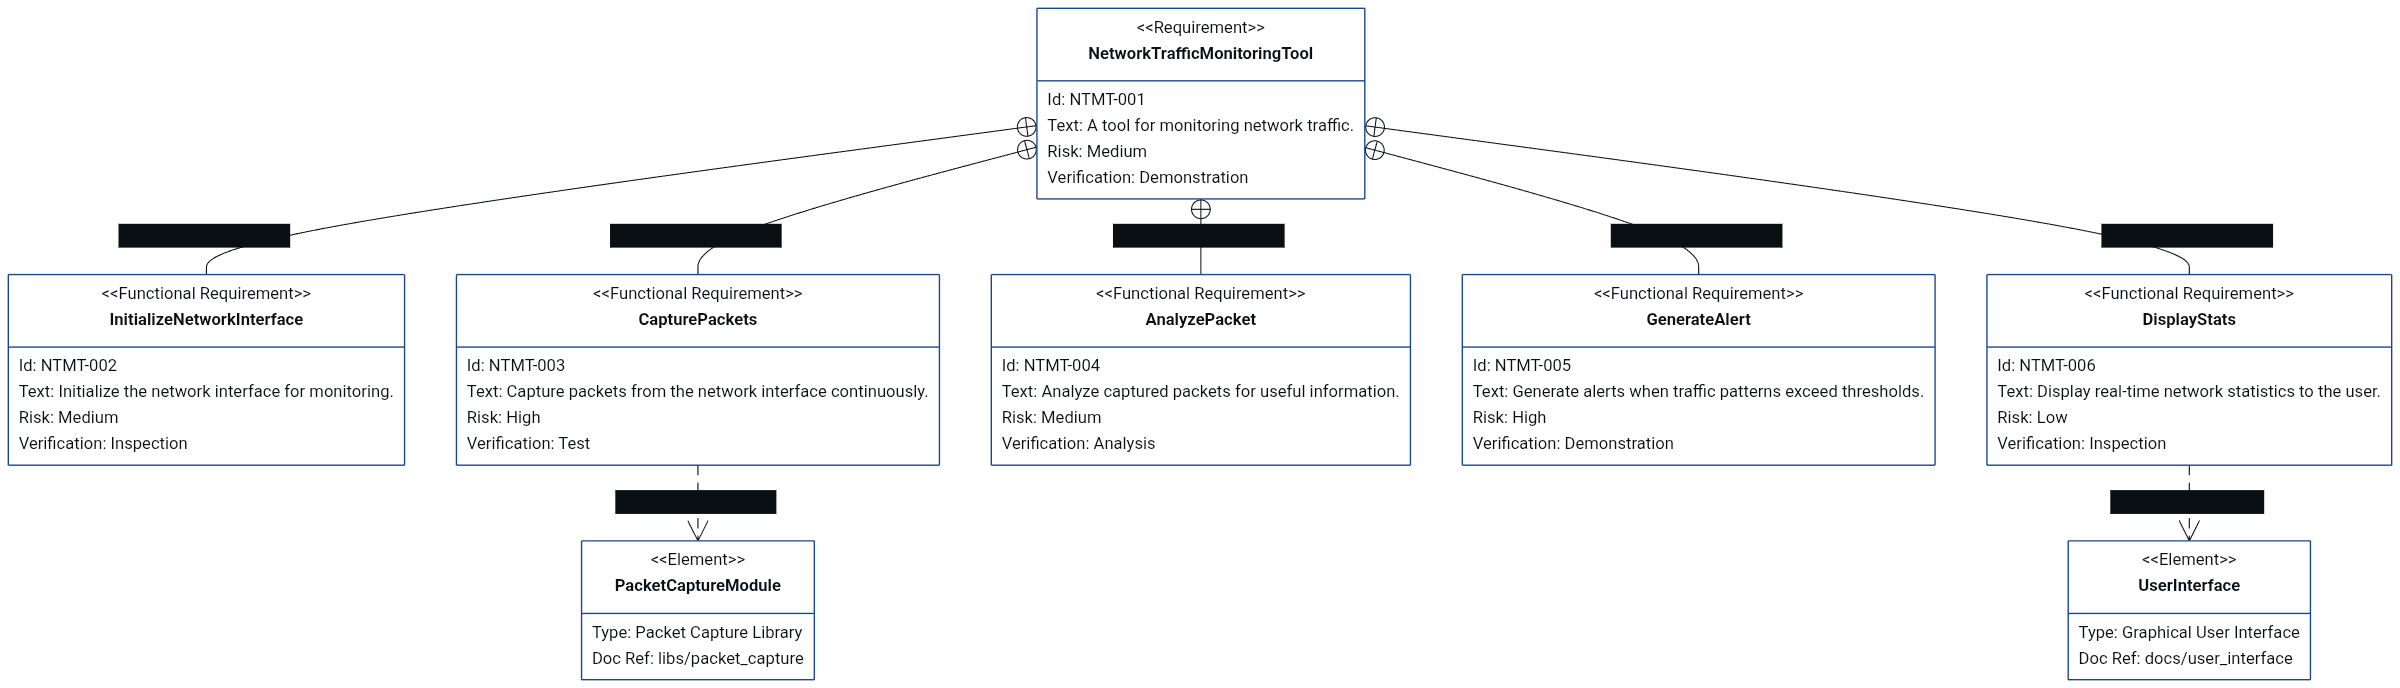 <<Requirement>>
NetworkTrafficMonitoringTool
Id: NTMT-001
Text: A tool for monitoring network traffic.
Risk: Medium
Verification: Demonstration
<<Functional Requirement>>
InitializeNetworkInterface
Id: NTMT-002
Text: Initialize the network interface for monitoring.
Risk: Medium
Verification: Inspection
<<Functional Requirement>>
CapturePackets
Id: NTMT-003
Text: Capture packets from the network interface continuously.
Risk: High
Verification: Test
<<Functional Requirement>>
AnalyzePacket
Id: NTMT-004
Text: Analyze captured packets for useful information.
Risk: Medium
Verification: Analysis
<<Functional Requirement>>
GenerateAlert
Id: NTMT-005
Text: Generate alerts when traffic patterns exceed thresholds.
Risk: High
Verification: Demonstration
<<Functional Requirement>>
DisplayStats
Id: NTMT-006
Text: Display real-time network statistics to the user.
Risk: Low
Verification: Inspection
<<Element>>
PacketCaptureModule
Type: Packet Capture Library
Doc Ref: libs/packet_capture
<<Element>>
UserInterface
Type: Graphical User Interface
Doc Ref: docs/user_interface